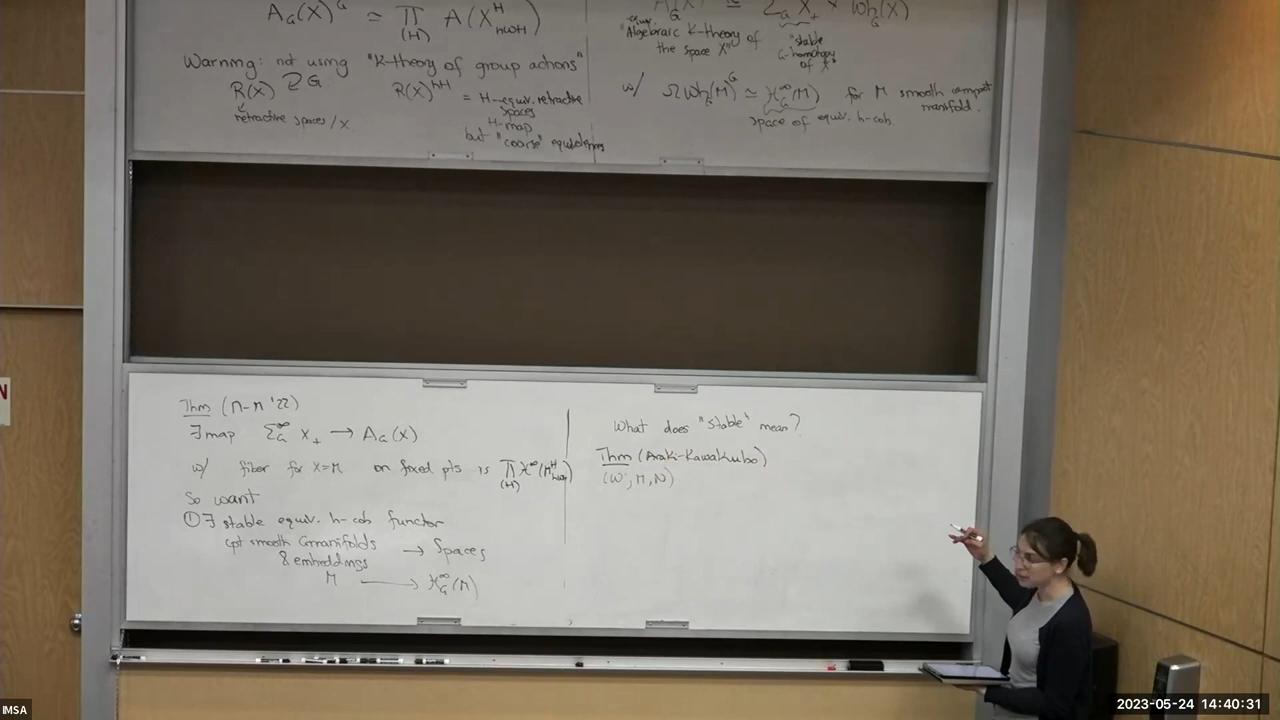 A_G(X)^G ≃ ∏_(H) A(X^H_hWH)
Warning: not using "K-theory of group actions"
R(X) ⟲ G
retractive spaces/X
R(X)^hH = H-equiv. retractive spaces
H-map
but "coarse" equivalences
"Algebraic K-theory of the space X"
"stable G-homotopy of X"
w/ ΩWh_G(M)^G ≃ H^∞_G(M) for M smooth compact manifold.
space of equiv. h-cob.
Thm (M-M '22)
∃ map Σ^∞_G X_+ → A_G(X)
w/ fiber for X=M on fixed pts is ∏_(H) H^∞(M^H_hWH)
So want
① ∃ stable equiv. h-cob functor
cpt smooth G-manifolds & embeddings → Spaces
M ⟶ H^∞_G(M)
What does "stable" mean?
Thm (Araki-Kawakubo)
(W; M, N)
N
IMSA
2023-05-24 14:40:31